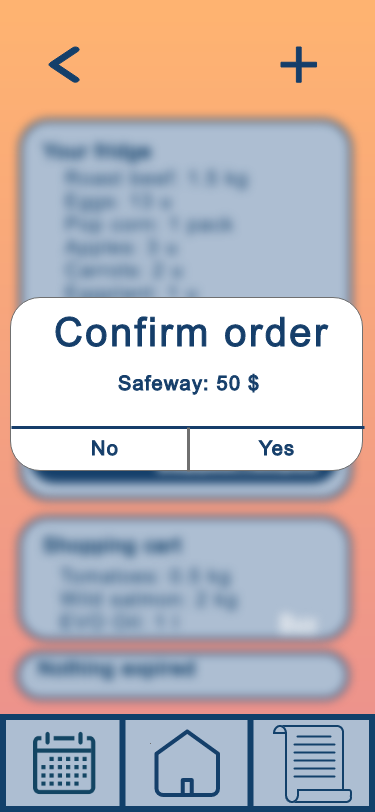 Your fridge
Roast beef: 1.5 kg
Eggs: 13 u
Pop corn: 1 pack
Apples: 3 u
Carrots: 2 u
Eggplant: 1 u
Confirm order
Safeway: 50 $
No Yes
Shopping cart
Tomatoes: 0.5 kg
Wild salmon: 2 kg
EVO Oil: 1 l
Buy
Nothing expired